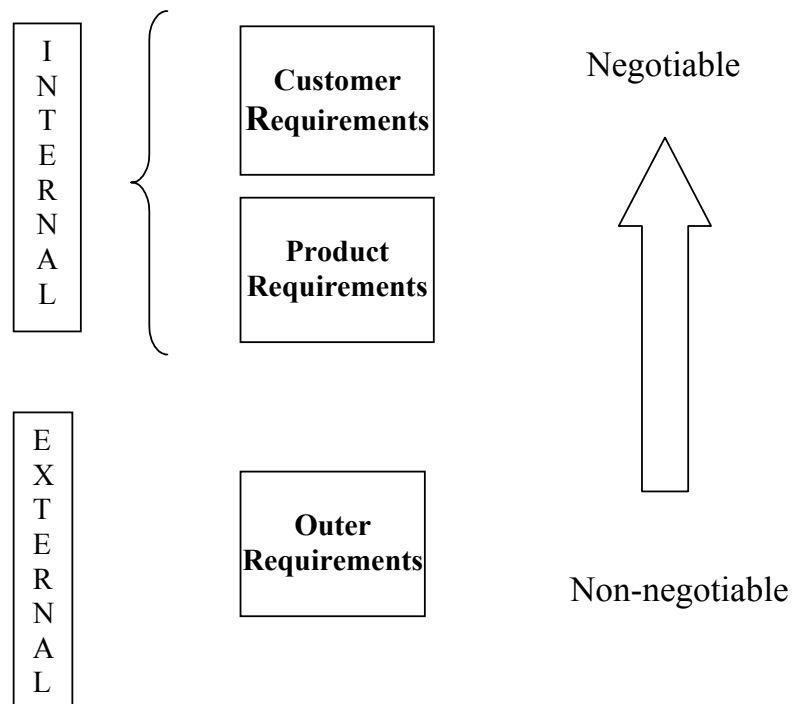 INTERNAL
Customer
Requirements
Negotiable
Product
Requirements
EXTERNAL
Outer
Requirements
Non-negotiable